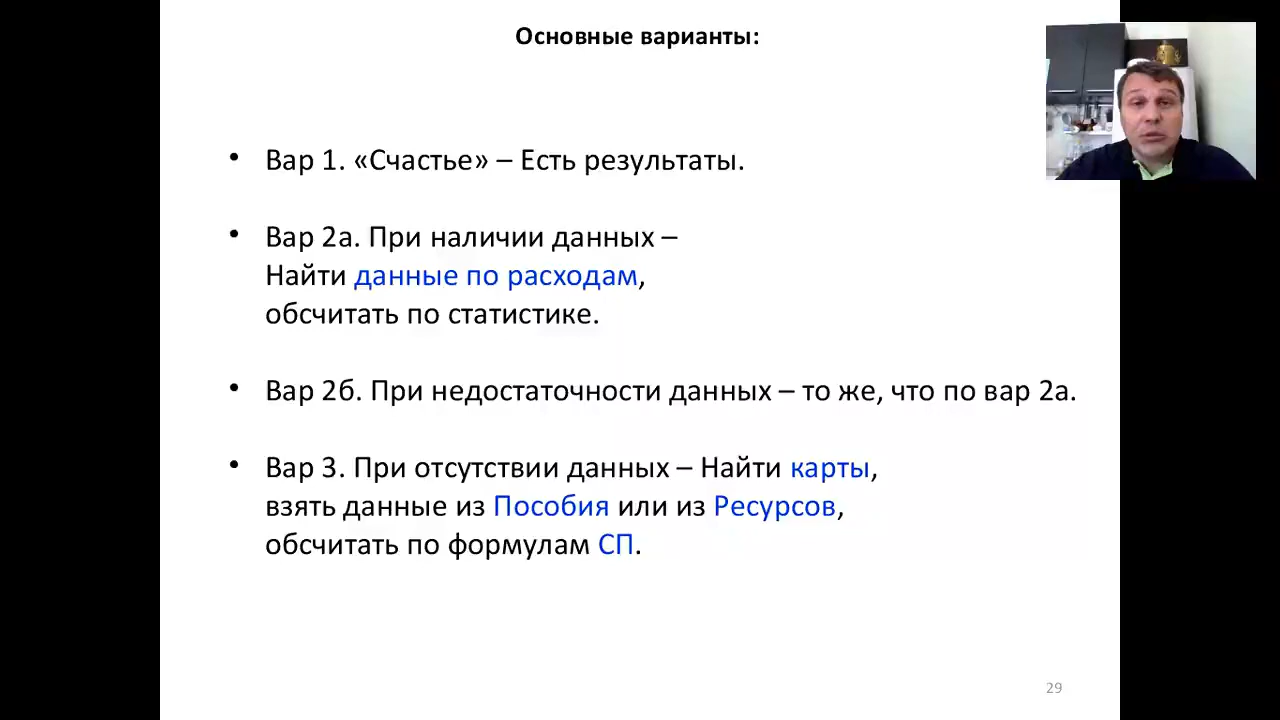 Основные варианты:
• Вар 1. «Счастье» – Есть результаты.
• Вар 2а. При наличии данных –
Найти данные по расходам,
обсчитать по статистике.
• Вар 2б. При недостаточности данных – то же, что по вар 2а.
• Вар 3. При отсутствии данных – Найти карты,
взять данные из Пособия или из Ресурсов,
обсчитать по формулам СП.
29